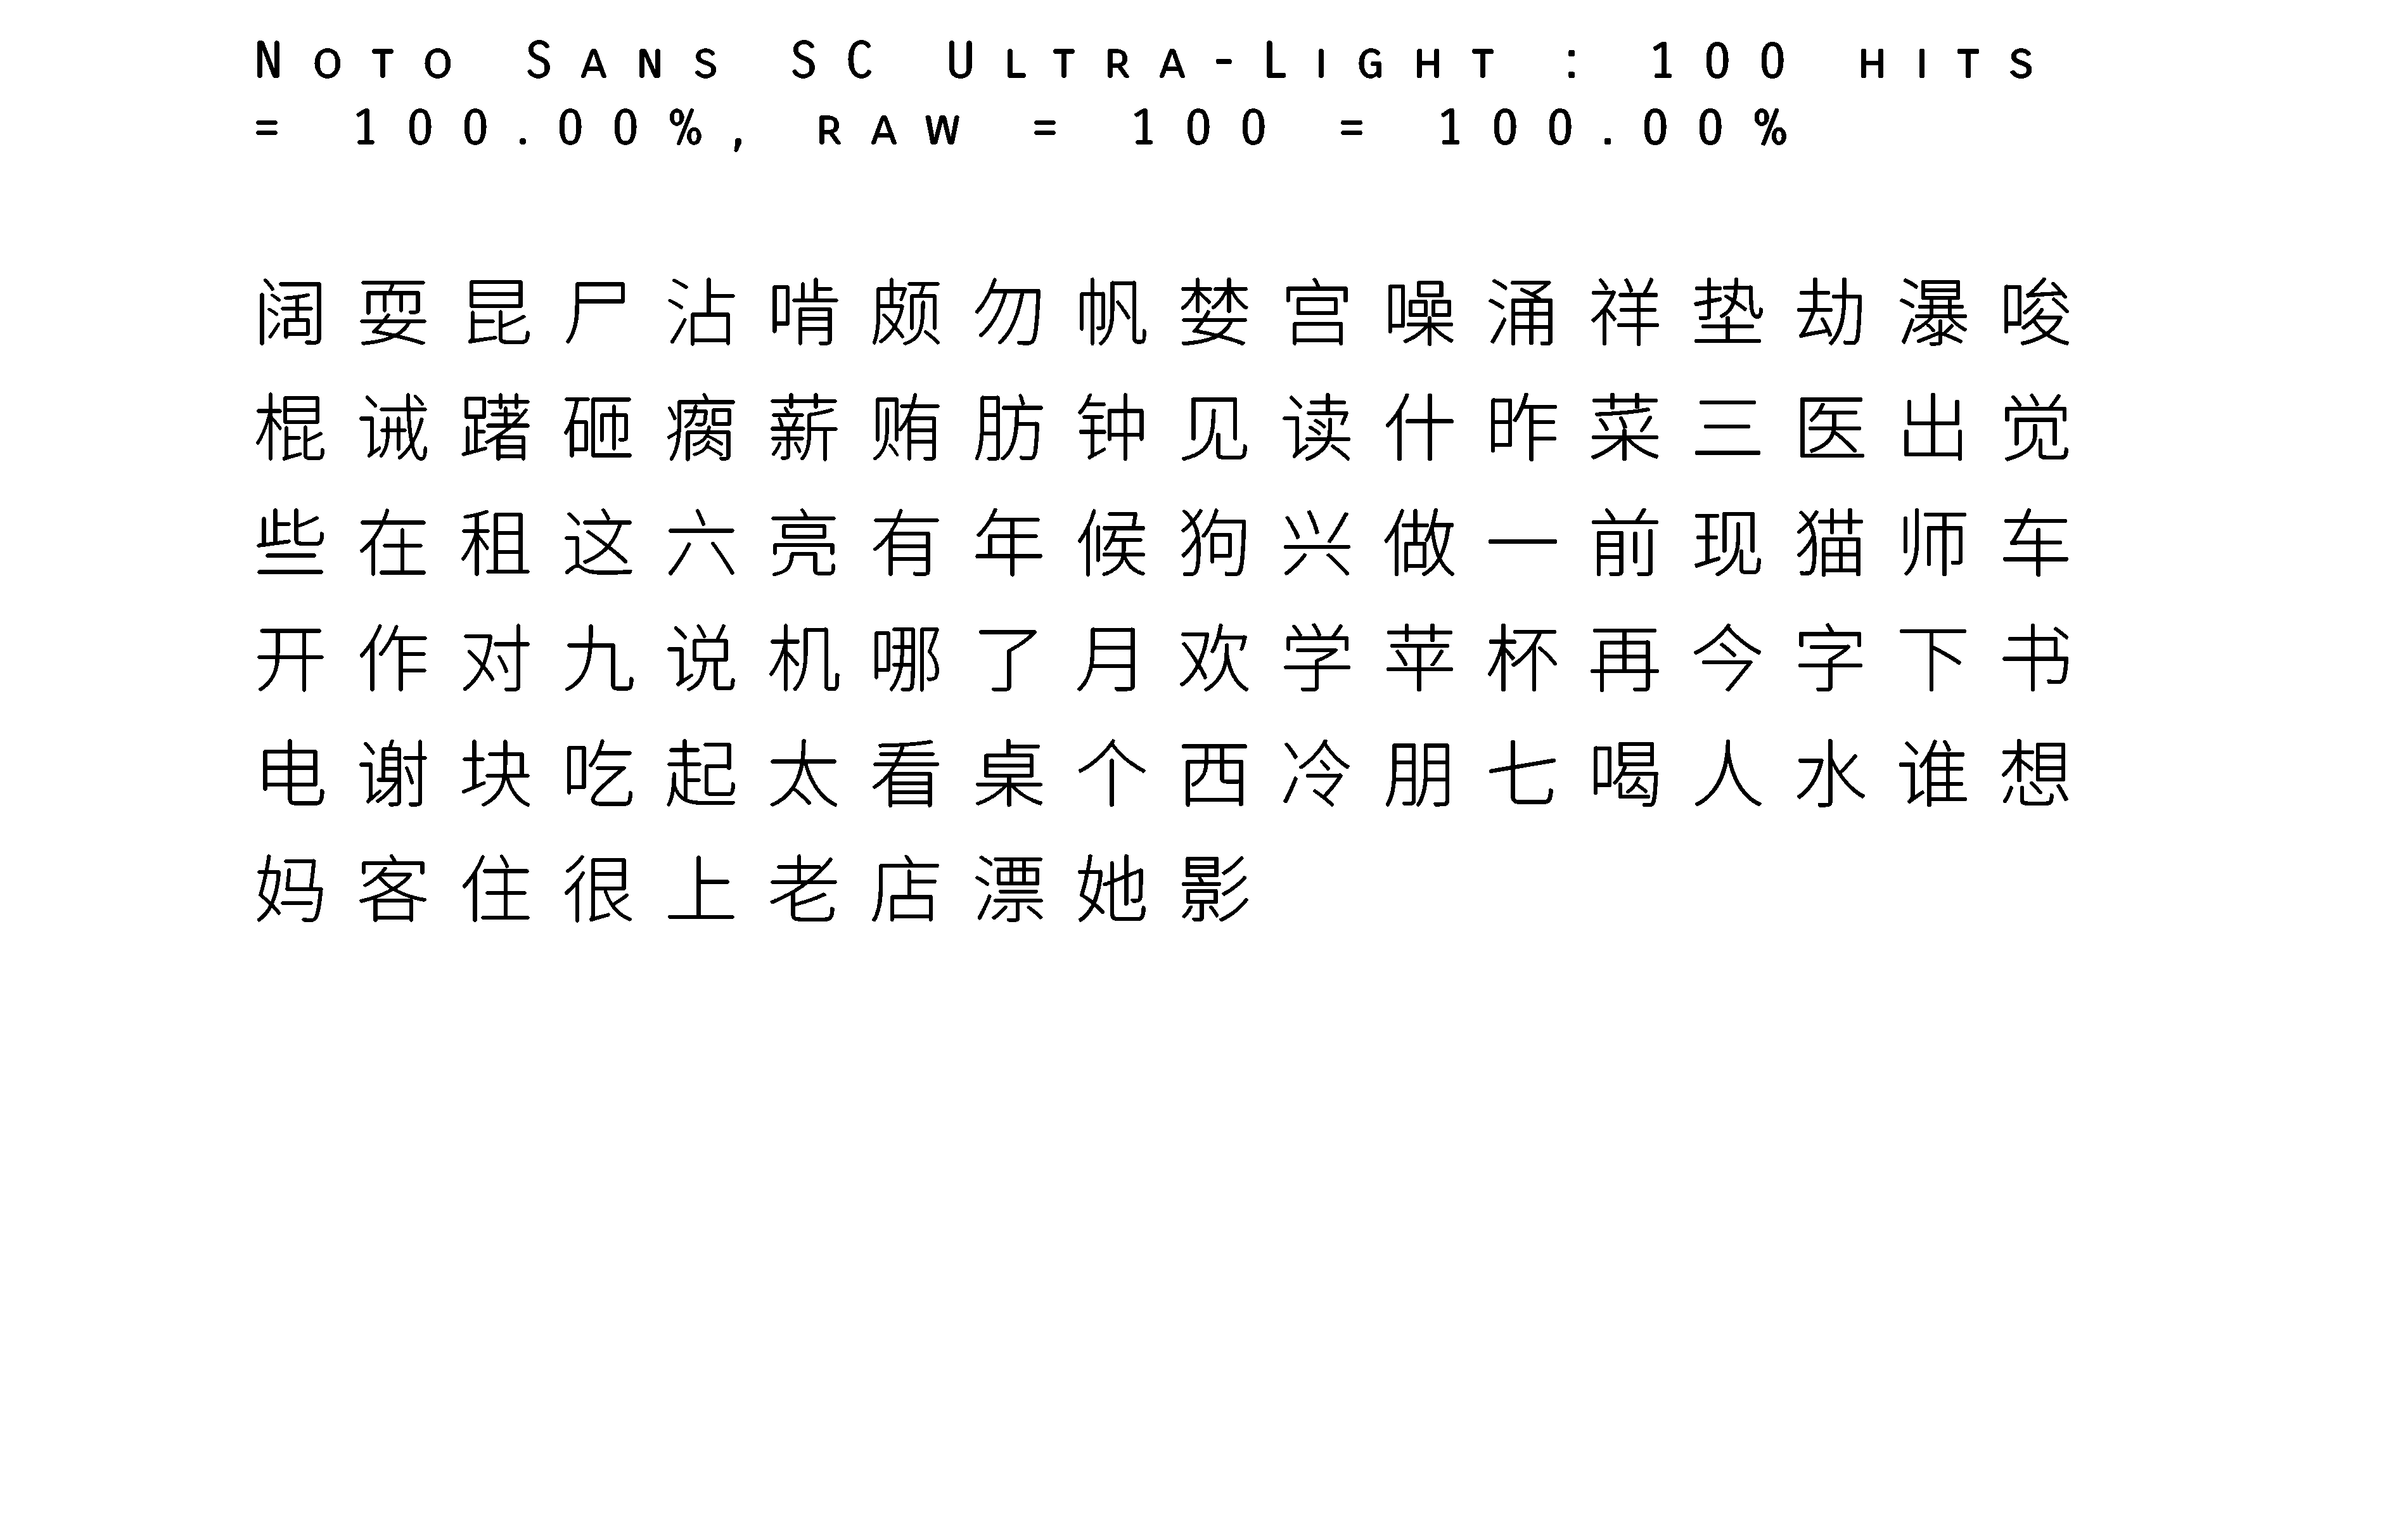 Noto Sans SC Ultra-Light : 100 hits
= 100.00%, raw = 100 = 100.00%
阔耍昆尸沾啃颇勿帆婪宫噪涌祥垫劫瀑唆
棍诫躇砸瘸薪贿肪钟见读什昨菜三医出觉
些在租这六亮有年候狗兴做一前现猫师车
开作对九说机哪了月欢学苹杯再今字下书
电谢块吃起太看桌个西冷朋七喝人水谁想
妈客住很上老店漂她影